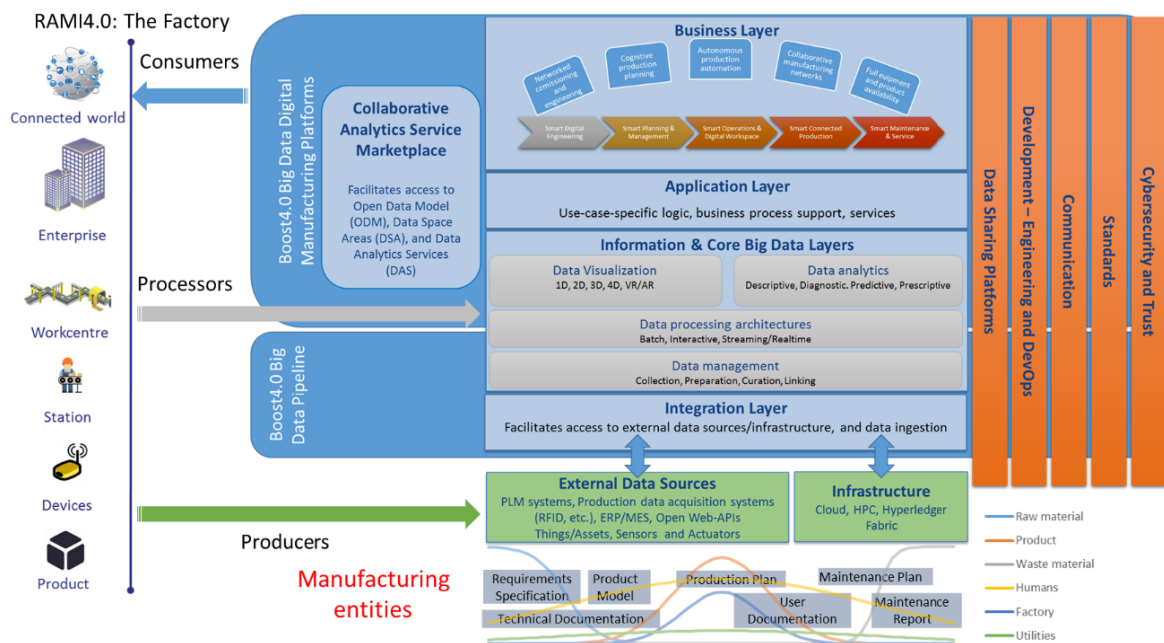 RAMI4.0: The Factory
Connected world
Enterprise
Workcentre
Station
Devices
Product
Consumers
Processors
Producers
Boost4.0 Big Data Digital
Manufacturing Platforms
Boost4.0 Big
Data Pipeline
Collaborative
Analytics Service
Marketplace
Facilitates access to
Open Data Model
(ODM), Data Space
Areas (DSA), and Data
Analytics Services
(DAS)
Business Layer
Networked
comissioning
and
engineering
Cognitive
production
planning
Autonomous
production
automation
Collaborative
manufacturing
networks
Full euipment
and product
availability
Smart Digital
Engineering
Smart Planning &
Management
Smart Operations &
Digital Workspace
Smart Connected
Production
Smart Maintenance
& Service
Application Layer
Use-case-specific logic, business process support, services
Information & Core Big Data Layers
Data Visualization
1D, 2D, 3D, 4D, VR/AR
Data analytics
Descriptive, Diagnostic. Predictive, Prescriptive
Data processing architectures
Batch, Interactive, Streaming/Realtime
Data management
Collection, Preparation, Curation, Linking
Integration Layer
Facilitates access to external data sources/infrastructure, and data ingestion
Data Sharing Platforms
Development – Engineering and DevOps
Communication
Standards
Cybersecurity and Trust
External Data Sources
PLM systems, Production data acquisition systems
(RFID, etc.), ERP/MES, Open Web-APIs
Things/Assets, Sensors and Actuators
Infrastructure
Cloud, HPC, Hyperledger
Fabric
Manufacturing
entities
Requirements
Specification
Product
Model
Production Plan
Maintenance Plan
Technical Documentation
User
Documentation
Maintenance
Report
Raw material
Product
Waste material
Humans
Factory
Utilities